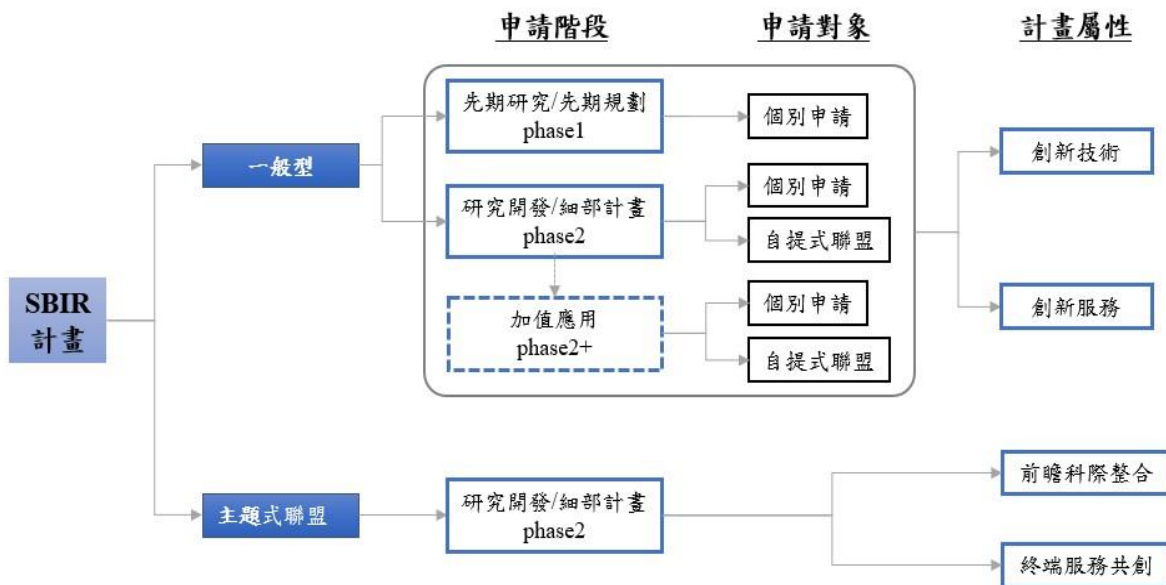 申請階段
申請對象
計畫屬性
先期研究/先期規劃
phase1
個別申請
一般型
研究開發/細部計畫
phase2
個別申請
自提式聯盟
加值應用
phase2+
個別申請
自提式聯盟
創新技術
創新服務
SBIR
計畫
主題式聯盟
研究開發/細部計畫
phase2
前瞻科際整合
終端服務共創